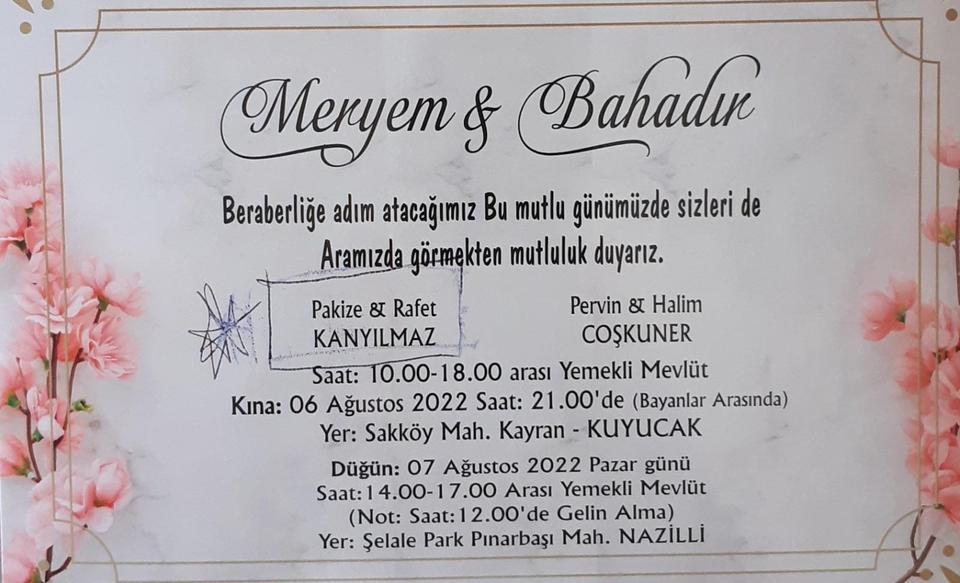 Meryem & Bahadır
Beraberliğe adım atacağımız Bu mutlu günümüzde sizleri de
Aramızda görmekten mutluluk duyarız.
Pakize & Rafet
KANYILMAZ
Pervin & Halim
COŞKUNER
Saat: 10.00-18.00 arası Yemekli Mevlüt
Kına: 06 Ağustos 2022 Saat: 21.00'de (Bayanlar Arasında)
Yer: Sakköy Mah. Kayran - KUYUCAK
Düğün: 07 Ağustos 2022 Pazar günü
Saat:14.00-17.00 Arası Yemekli Mevlüt
(Not: Saat:12.00'de Gelin Alma)
Yer: Şelale Park Pınarbaşı Mah. NAZİLLİ